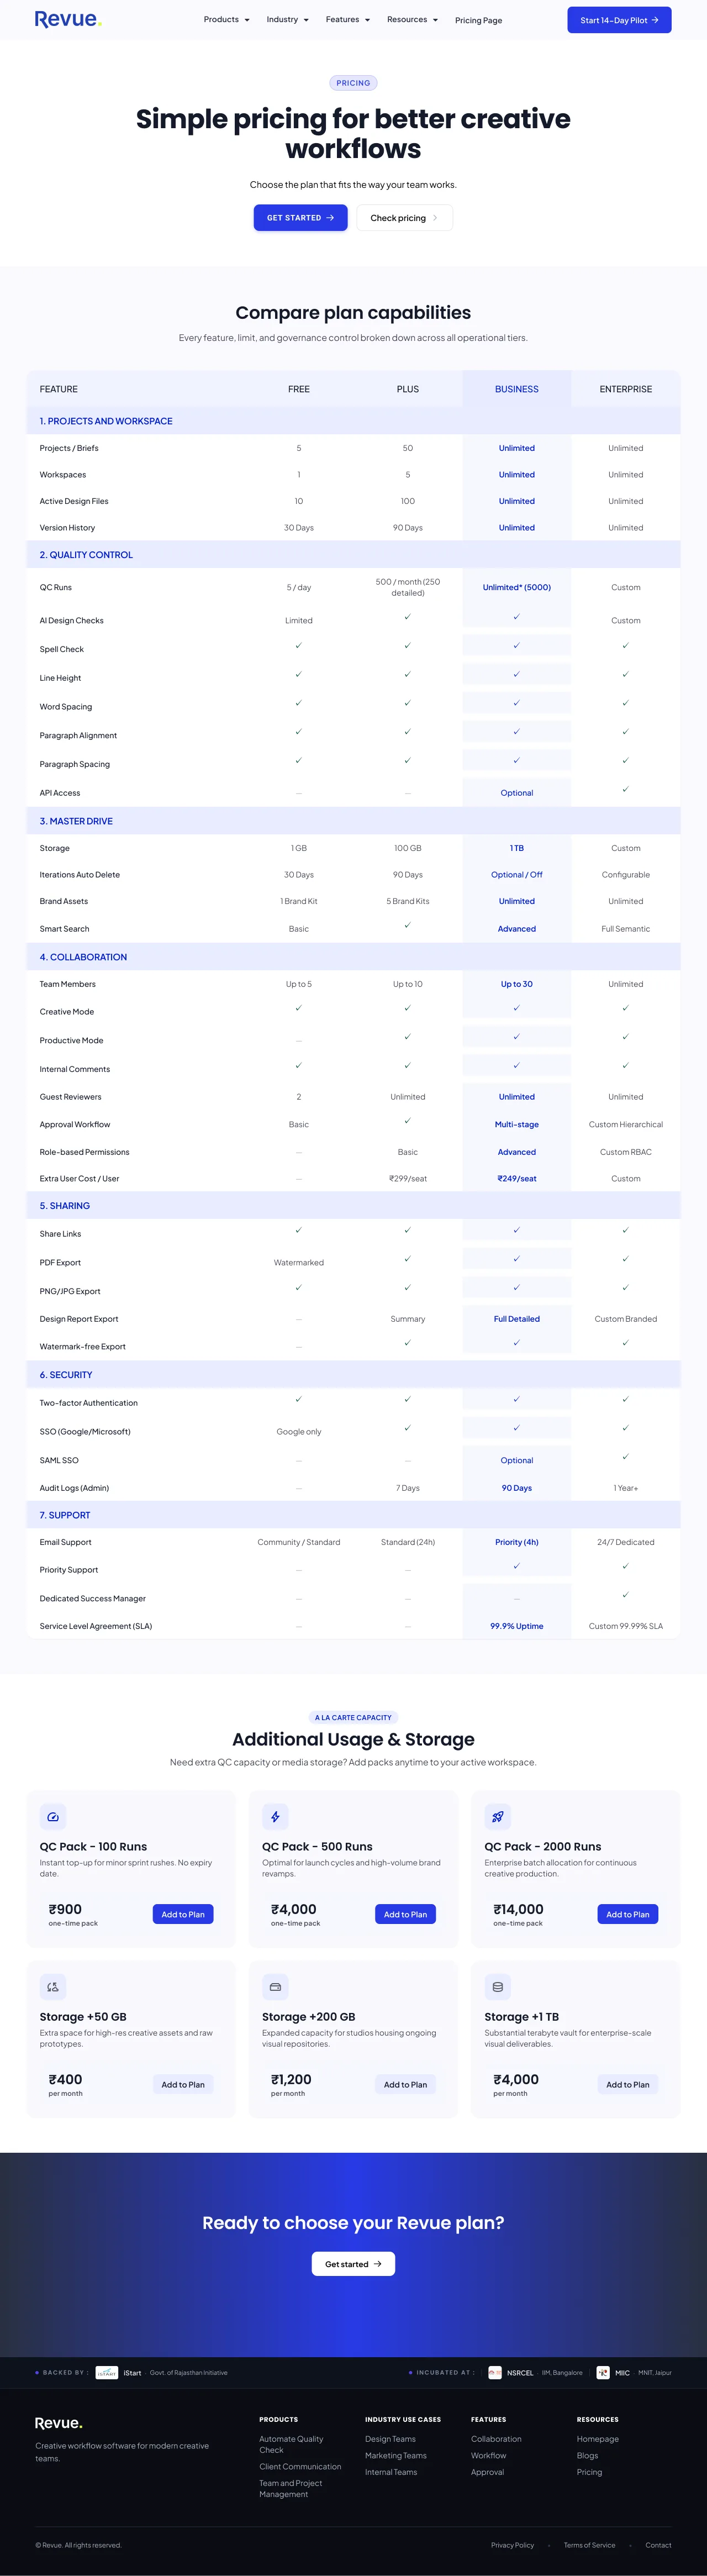 Revue.
Products Industry Features Resources Pricing Page
Start 14-Day Pilot →
PRICING
Simple pricing for better creative
workflows
Choose the plan that fits the way your team works.
GET STARTED →
Check pricing
Compare plan capabilities
Every feature, limit, and governance control broken down across all operational tiers.
FEATURE FREE PLUS BUSINESS ENTERPRISE
1. PROJECTS AND WORKSPACE
Projects / Briefs 5 50 Unlimited Unlimited
Workspaces 1 5 Unlimited Unlimited
Active Design Files 10 100 Unlimited Unlimited
Version History 30 Days 90 Days Unlimited Unlimited
2. QUALITY CONTROL
QC Runs 5 / day 500 / month (250 detailed) Unlimited* (5000) Custom
AI Design Checks Limited ✓ ✓ Custom
Spell Check ✓ ✓ ✓ ✓
Line Height ✓ ✓ ✓ ✓
Word Spacing ✓ ✓ ✓ ✓
Paragraph Alignment ✓ ✓ ✓ ✓
Paragraph Spacing ✓ ✓ ✓ ✓
API Access — — Optional ✓
3. MASTER DRIVE
Storage 1 GB 100 GB 1 TB Custom
Iterations Auto Delete 30 Days 90 Days Optional / Off Configurable
Brand Assets 1 Brand Kit 5 Brand Kits Unlimited Unlimited
Smart Search Basic ✓ Advanced Full Semantic
4. COLLABORATION
Team Members Up to 5 Up to 10 Up to 30 Unlimited
Creative Mode ✓ ✓ ✓ ✓
Productive Mode — ✓ ✓ ✓
Internal Comments ✓ ✓ ✓ ✓
Guest Reviewers 2 Unlimited Unlimited Unlimited
Approval Workflow Basic ✓ Multi-stage Custom Hierarchical
Role-based Permissions — Basic Advanced Custom RBAC
Extra User Cost / User — ₹299/seat ₹249/seat Custom
5. SHARING
Share Links ✓ ✓ ✓ ✓
PDF Export Watermarked ✓ ✓ ✓
PNG/JPG Export ✓ ✓ ✓ ✓
Design Report Export — Summary Full Detailed Custom Branded
Watermark-free Export — ✓ ✓ ✓
6. SECURITY
Two-factor Authentication ✓ ✓ ✓ ✓
SSO (Google/Microsoft) Google only ✓ ✓ ✓
SAML SSO — — Optional ✓
Audit Logs (Admin) — 7 Days 90 Days 1 Year+
7. SUPPORT
Email Support Community / Standard Standard (24h) Priority (4h) 24/7 Dedicated
Priority Support — — ✓ ✓
Dedicated Success Manager — — — ✓
Service Level Agreement (SLA) — — 99.9% Uptime Custom 99.99% SLA
A LA CARTE CAPACITY
Additional Usage & Storage
Need extra QC capacity or media storage? Add packs anytime to your active workspace.
QC Pack - 100 Runs
Instant top-up for minor sprint rushes. No expiry
date.
₹900
one-time pack
Add to Plan
QC Pack - 500 Runs
Optimal for launch cycles and high-volume brand
revamps.
₹4,000
one-time pack
Add to Plan
QC Pack - 2000 Runs
Enterprise batch allocation for continuous
creative production.
₹14,000
one-time pack
Add to Plan
Storage +50 GB
Extra space for high-res creative assets and raw
prototypes.
₹400
per month
Add to Plan
Storage +200 GB
Expanded capacity for studios housing ongoing
visual repositories.
₹1,200
per month
Add to Plan
Storage +1 TB
Substantial terabyte vault for enterprise-scale
visual deliverables.
₹4,000
per month
Add to Plan
Ready to choose your Revue plan?
Get started →
BACKED BY : iStart · Govt. of Rajasthan Initiative
INCUBATED AT : NSRCEL · IIM, Bangalore MIIC · MNIT, Jaipur
Revue.
Creative workflow software for modern creative
teams.
PRODUCTS
Automate Quality
Check
Client Communication
Team and Project
Management
INDUSTRY USE CASES
Design Teams
Marketing Teams
Internal Teams
FEATURES
Collaboration
Workflow
Approval
RESOURCES
Homepage
Blogs
Pricing
© Revue. All rights reserved.
Privacy Policy - Terms of Service - Contact